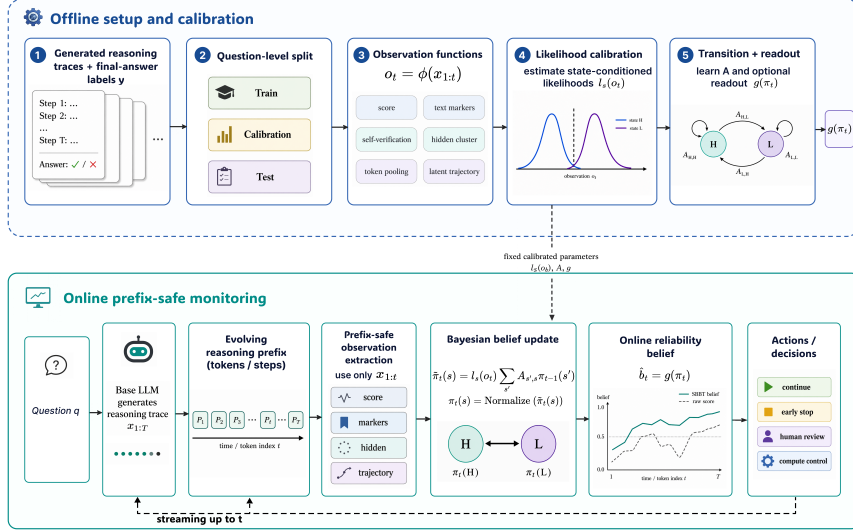 Offline setup and calibration
1
Generated reasoning
traces + final-answer
labels y
Step 1: ...
Step 2: ...
...
Step T: ...
Answer: ✓ / ✗
...
2
Question-level split
Train
Calibration
Test
3
Observation functions
o_t = ϕ(x_{1:t})
score
text markers
self-verification
hidden cluster
token pooling
latent trajectory
4
Likelihood calibration
estimate state-conditioned
likelihoods l_s(o_t)
state H
state L
observation o_t
5
Transition + readout
learn A and optional
readout g(π_t)
A_{H,L}
H
L
A_{H,H}
A_{L,L}
A_{L,H}
g(π_t)
fixed calibrated parameters
l_s(o_t), A, g
Online prefix-safe monitoring
?
Question q
Base LLM
generates
reasoning trace
x_{1:T}
Evolving
reasoning prefix
(tokens / steps)
P_1 P_2 P_3 ... P_t ... P_T
time / token index t
Prefix-safe
observation
extraction
use only x_{1:t}
score
markers
hidden
trajectory
Bayesian belief update
π̃_t(s) = l_s(o_t) ∑_{s'} A_{s',s} π_{t−1}(s')
π_t(s) = Normalize (π̃_t(s))
H
L
π_t(H)
π_t(L)
Online reliability
belief
b̂_t = g(π_t)
belief
SBBT belief
raw score
1.0
0.5
0.0
1
T
time / token index t
Actions /
decisions
continue
early stop
human review
compute control
streaming up to t